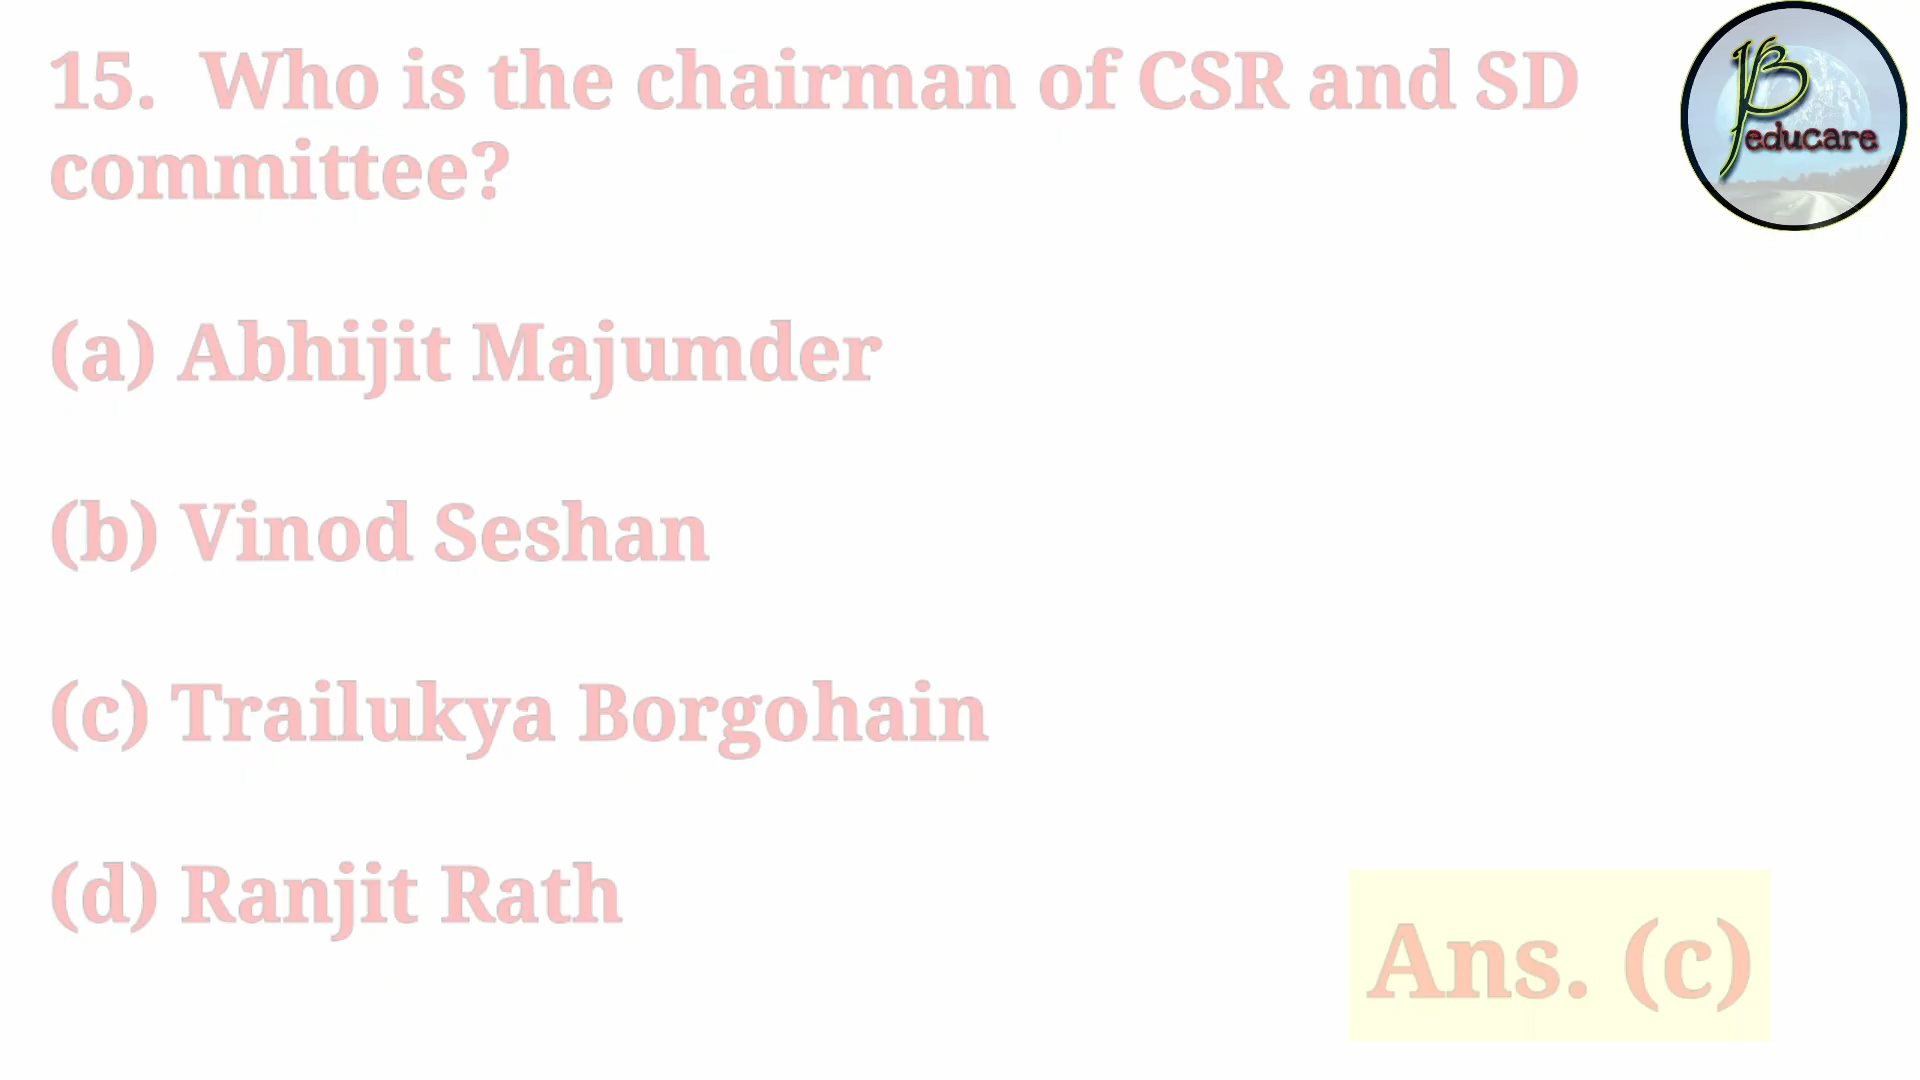 15. Who is the chairman of CSR and SD
committee?
(a) Abhijit Majumder
(b) Vinod Seshan
(c) Trailukya Borgohain
(d) Ranjit Rath
Ans. (c)
B
educare